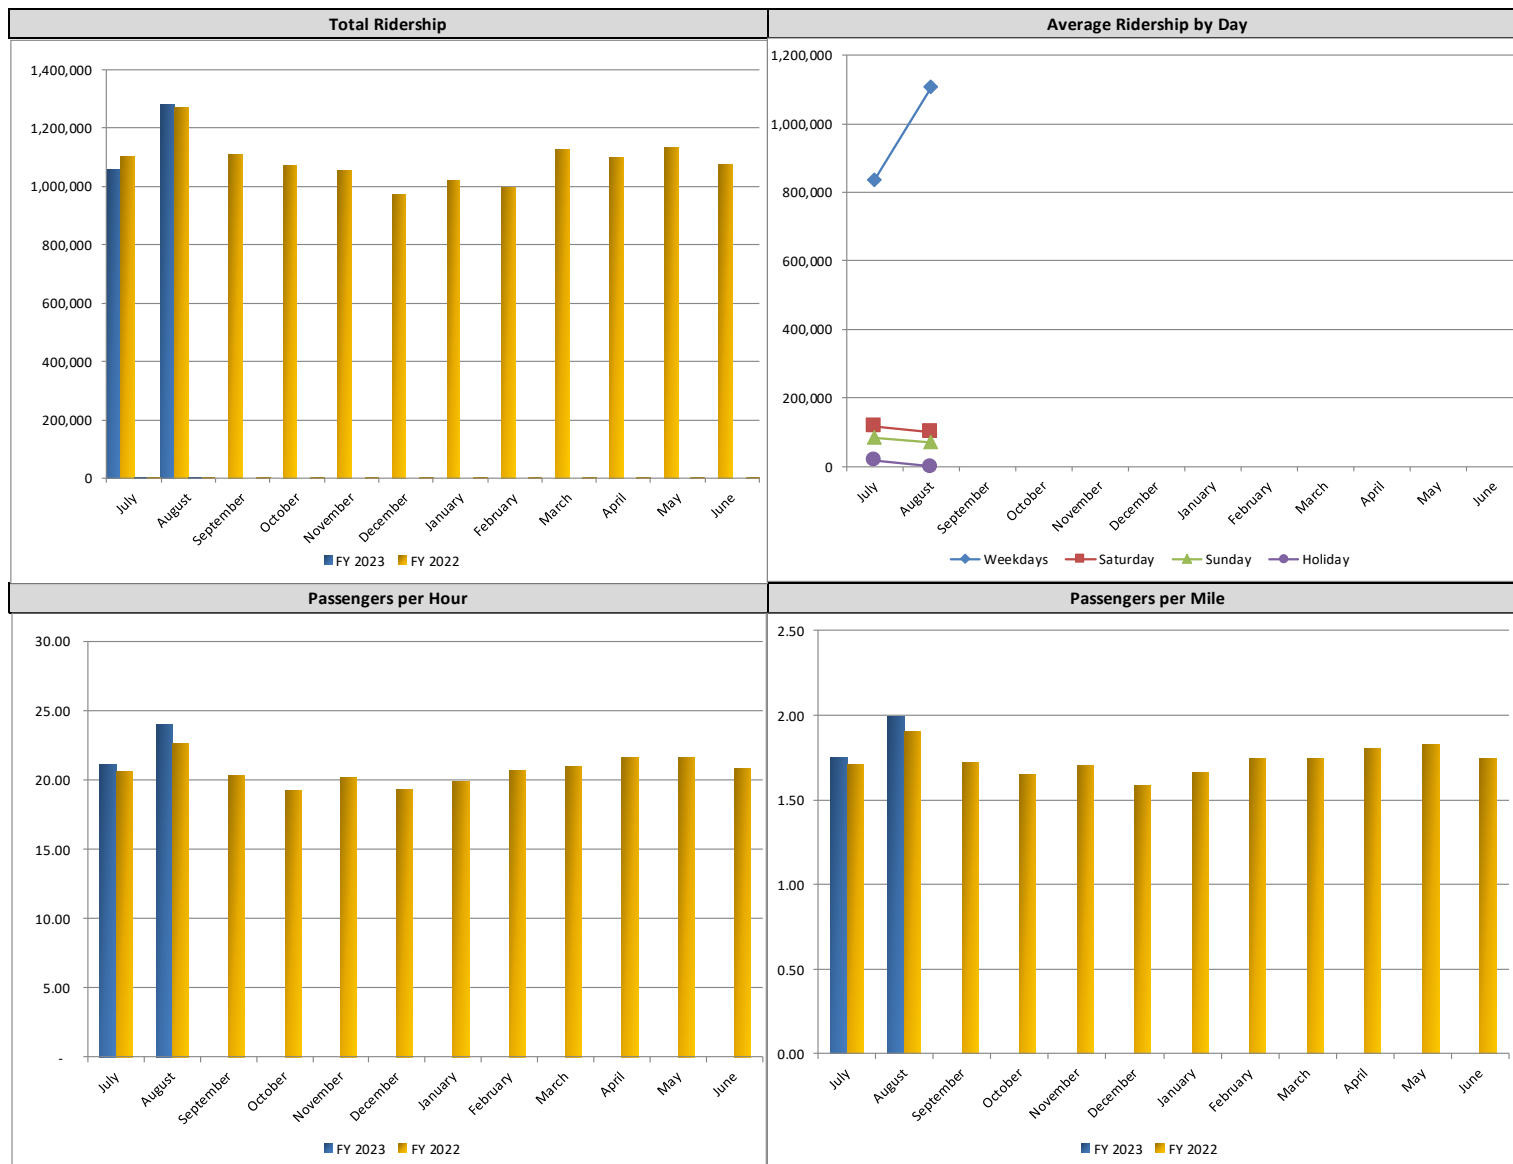 Total Ridership
1,400,000
1,200,000
1,000,000
800,000
600,000
400,000
200,000
0
July
August
September
October
November
December
January
February
March
April
May
June
FY 2023
FY 2022
Average Ridership by Day
1,200,000
1,000,000
800,000
600,000
400,000
200,000
0
July
August
September
October
November
December
January
February
March
April
May
June
Weekdays
Saturday
Sunday
Holiday
Passengers per Hour
30.00
25.00
20.00
15.00
10.00
5.00
-
July
August
September
October
November
December
January
February
March
April
May
June
FY 2023
FY 2022
Passengers per Mile
2.50
2.00
1.50
1.00
0.50
0.00
July
August
September
October
November
December
January
February
March
April
May
June
FY 2023
FY 2022